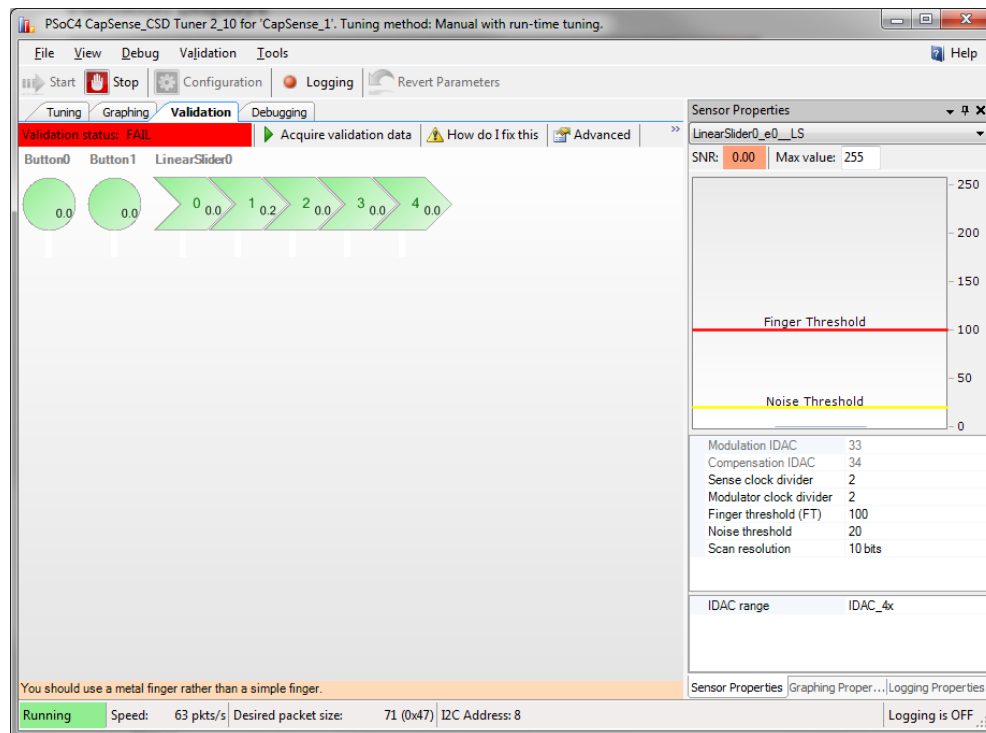 PSoC4 CapSense_CSD Tuner 2_10 for 'CapSense_1'. Tuning method: Manual with run-time tuning.
File View Debug Validation Tools Help
Start Stop Configuration Logging Revert Parameters
Tuning Graphing Validation Debugging
Validation status: FAIL Acquire validation data How do I fix this Advanced »
Button0 Button1 LinearSlider0
0.0 0.0 0 0.0 1 0.2 2 0.0 3 0.0 4 0.0
Sensor Properties
LinearSlider0_e0__LS
SNR: 0.00 Max value: 255
250
200
150
Finger Threshold
100
50
Noise Threshold
0
Modulation IDAC 33
Compensation IDAC 34
Sense clock divider 2
Modulator clock divider 2
Finger threshold (FT) 100
Noise threshold 20
Scan resolution 10 bits
IDAC range IDAC_4x
You should use a metal finger rather than a simple finger.
Sensor Properties Graphing Proper... Logging Properties
Running Speed: 63 pkts/s Desired packet size: 71 (0x47) I2C Address: 8 Logging is OFF